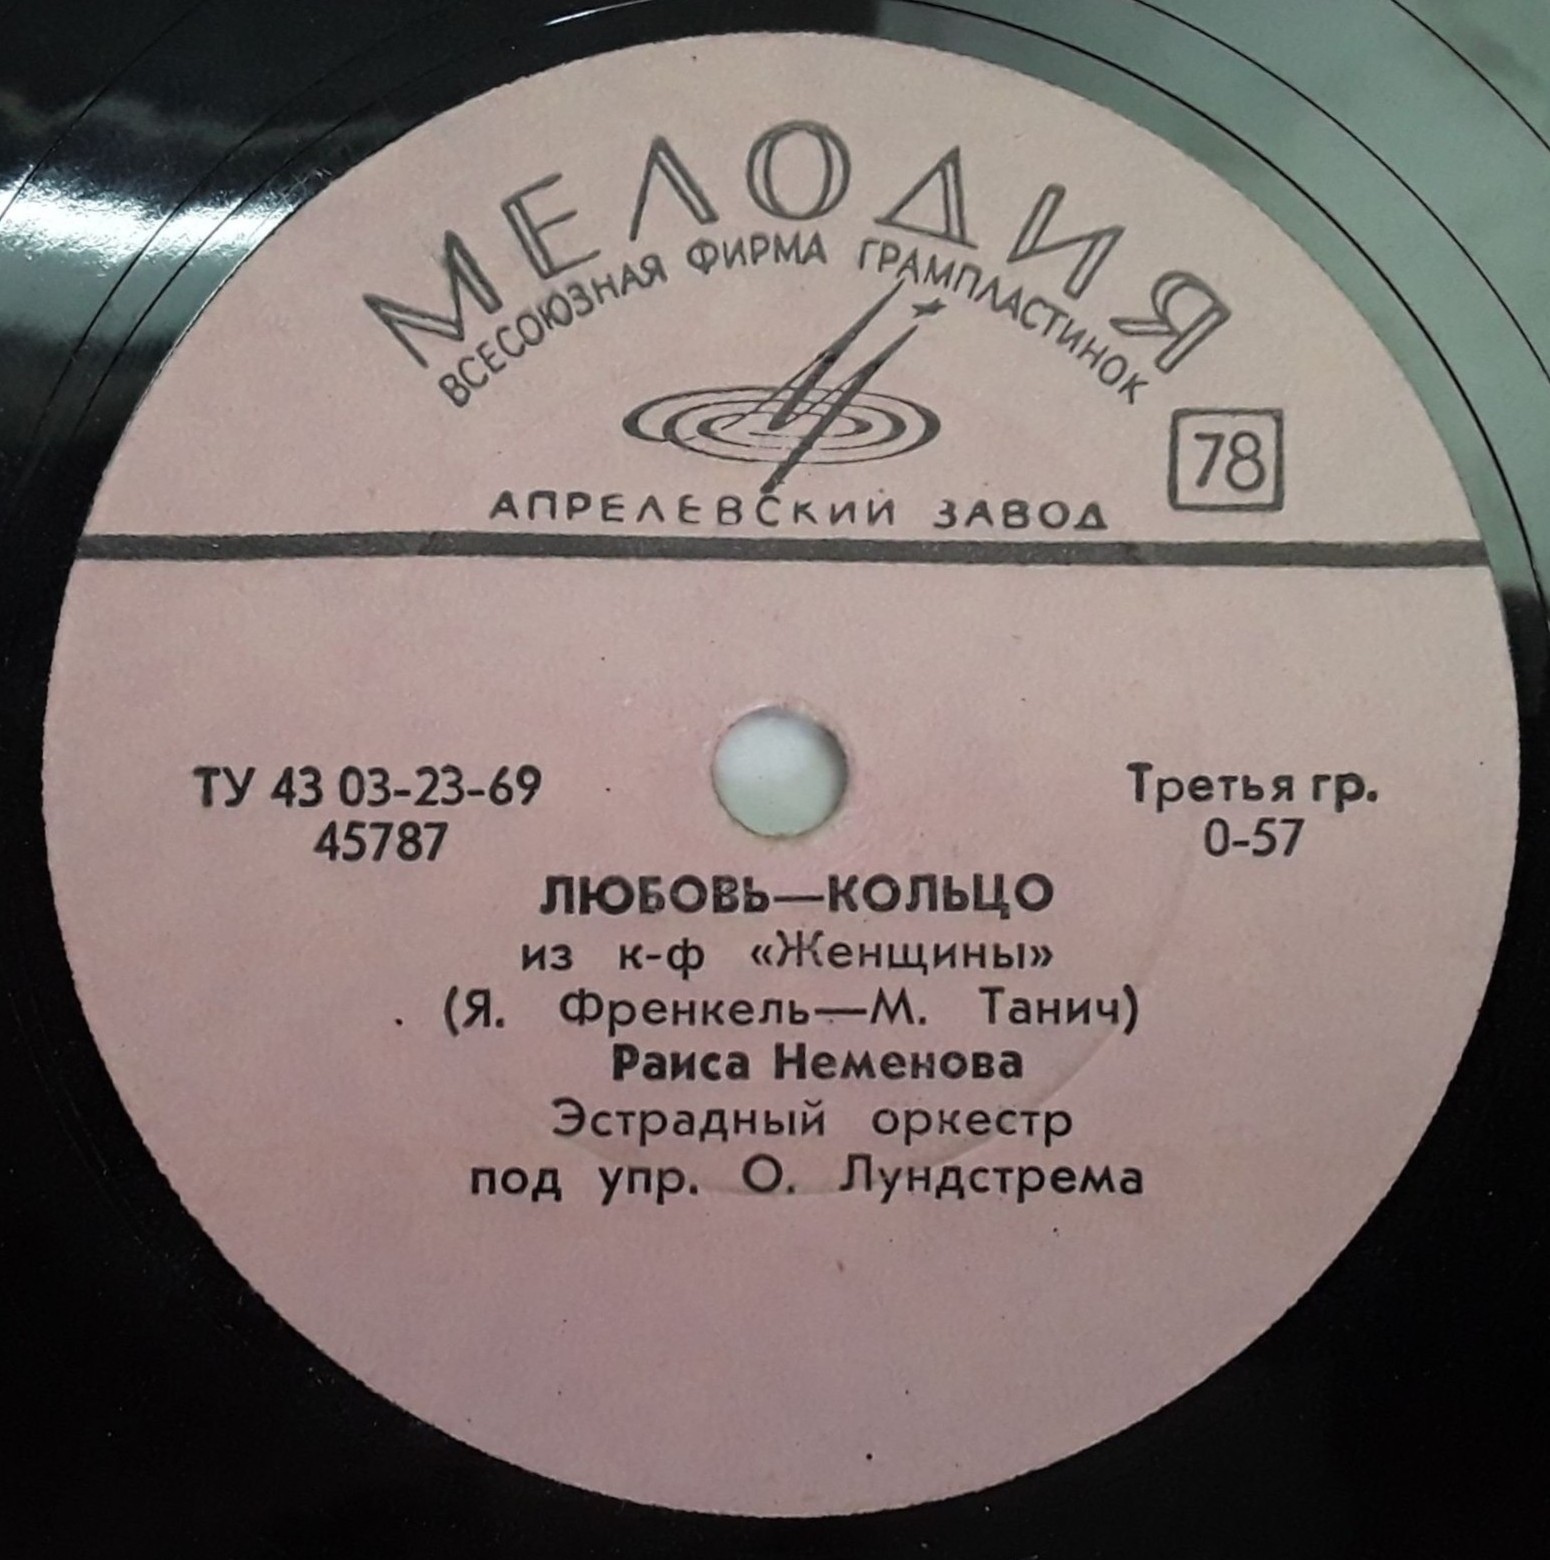 МЕЛОДИЯ
ВСЕСОЮЗНАЯ ФИРМА ГРАМПЛАСТИНОК
78
АПРЕЛЕВСКИЙ ЗАВОД
ТУ 43 03-23-69
45787
Третья гр.
0-57
ЛЮБОВЬ—КОЛЬЦО
из к-ф «Женщины»
(Я. Френкель—М. Танич)
Раиса Неменова
Эстрадный оркестр
под упр. О. Лундстрема